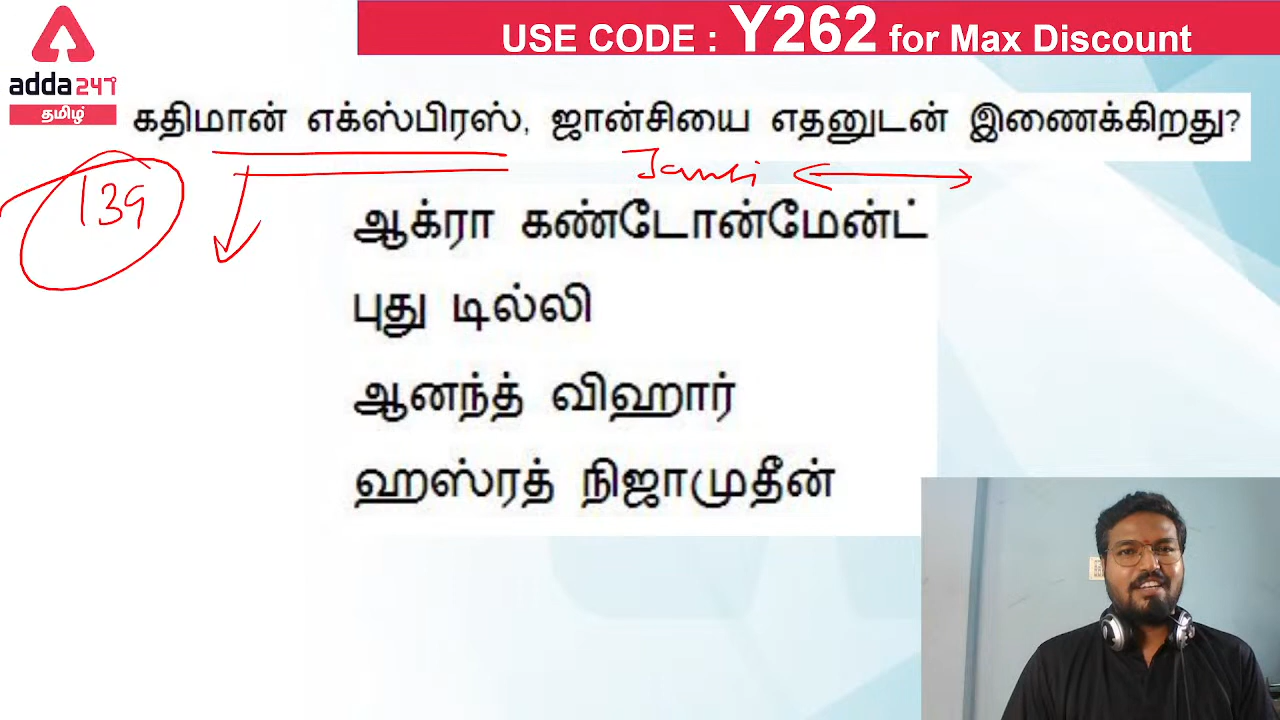 USE CODE : Y262 for Max Discount
adda247
தமிழ்
கதிமான் எக்ஸ்பிரஸ், ஜான்சியை எதனுடன் இணைக்கிறது?
139
Jansi
ஆக்ரா கண்டோன்மேன்ட்
புது டில்லி
ஆனந்த் விஹார்
ஹஸ்ரத் நிஜாமுதீன்